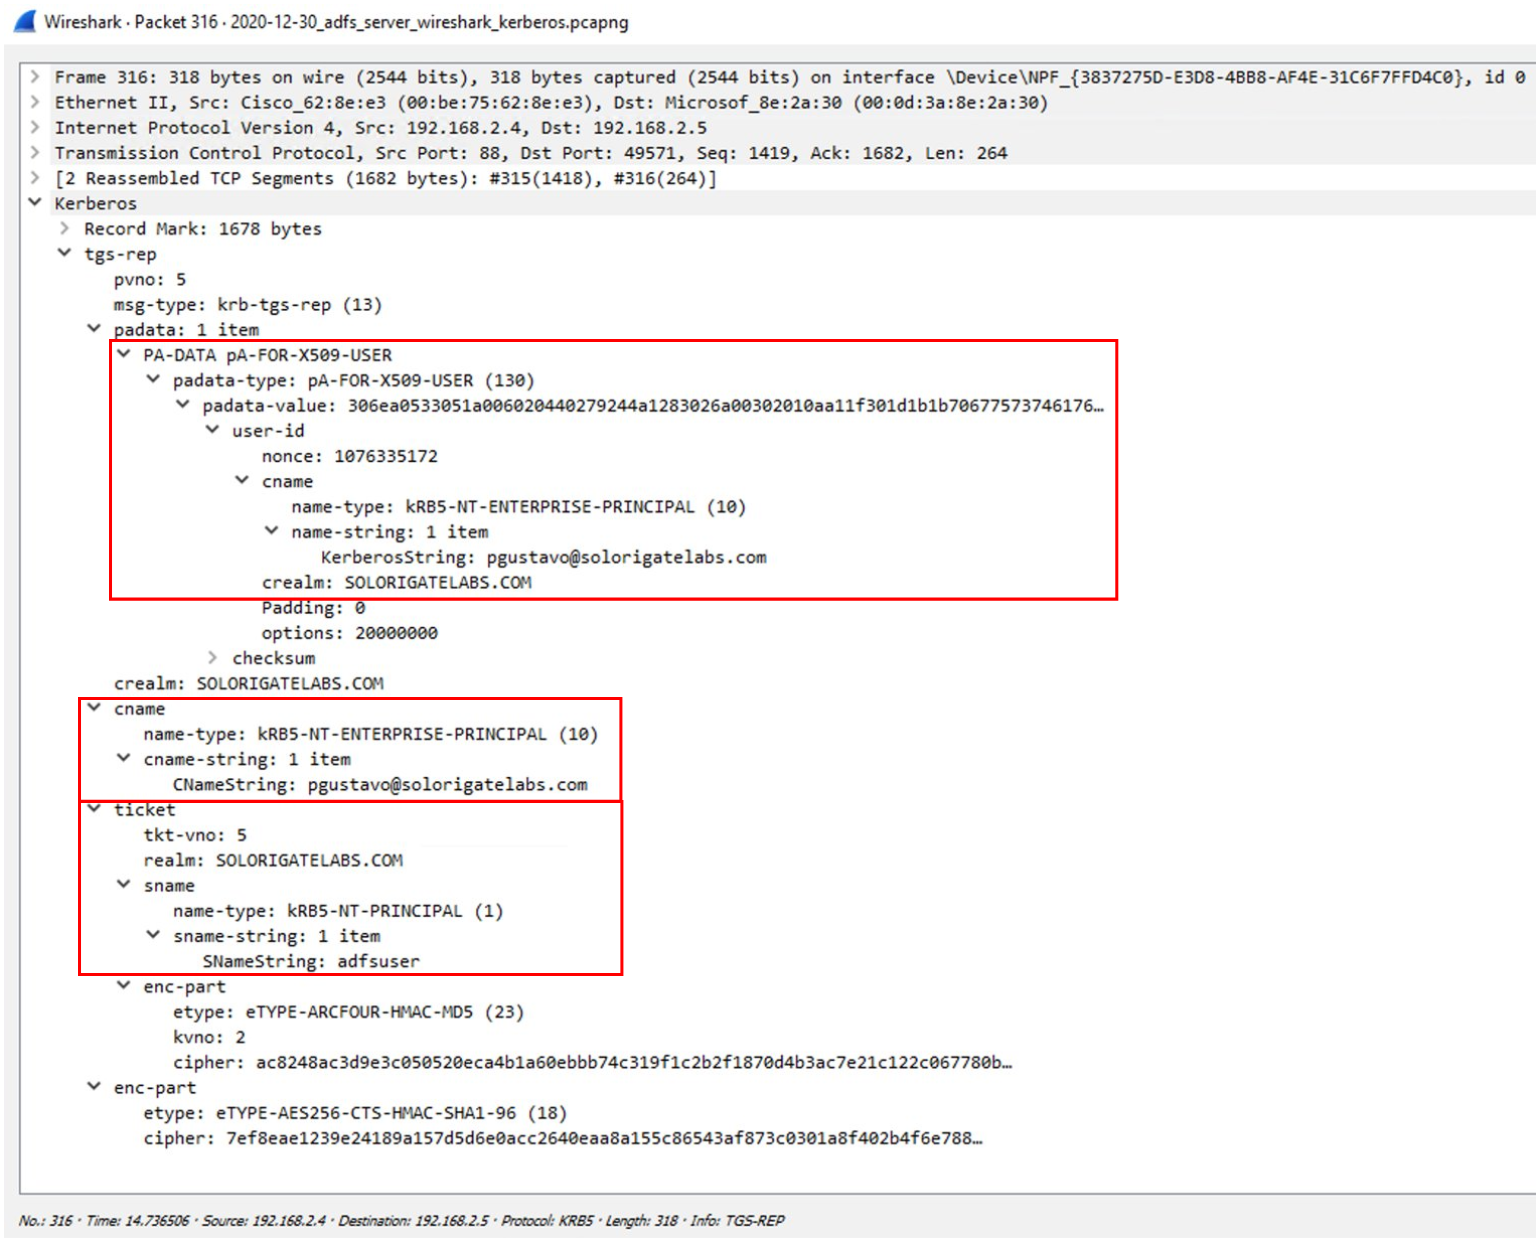 Wireshark · Packet 316 · 2020-12-30_adfs_server_wireshark_kerberos.pcapng
Frame 316: 318 bytes on wire (2544 bits), 318 bytes captured (2544 bits) on interface \Device\NPF_{3837275D-E3D8-4BB8-AF4E-31C6F7FFD4C0}, id 0
Ethernet II, Src: Cisco_62:8e:e3 (00:be:75:62:8e:e3), Dst: Microsof_8e:2a:30 (00:0d:3a:8e:2a:30)
Internet Protocol Version 4, Src: 192.168.2.4, Dst: 192.168.2.5
Transmission Control Protocol, Src Port: 88, Dst Port: 49571, Seq: 1419, Ack: 1682, Len: 264
[2 Reassembled TCP Segments (1682 bytes): #315(1418), #316(264)]
Kerberos
Record Mark: 1678 bytes
tgs-rep
pvno: 5
msg-type: krb-tgs-rep (13)
padata: 1 item
PA-DATA pA-FOR-X509-USER
padata-type: pA-FOR-X509-USER (130)
padata-value: 306ea0533051a006020440279244a1283026a00302010aa11f301d1b1b70677573746176…
user-id
nonce: 1076335172
cname
name-type: kRB5-NT-ENTERPRISE-PRINCIPAL (10)
name-string: 1 item
KerberosString: pgustavo@solorigatelabs.com
crealm: SOLORIGATELABS.COM
Padding: 0
options: 20000000
checksum
crealm: SOLORIGATELABS.COM
cname
name-type: kRB5-NT-ENTERPRISE-PRINCIPAL (10)
cname-string: 1 item
CNameString: pgustavo@solorigatelabs.com
ticket
tkt-vno: 5
realm: SOLORIGATELABS.COM
sname
name-type: kRB5-NT-PRINCIPAL (1)
sname-string: 1 item
SNameString: adfsuser
enc-part
etype: eTYPE-ARCFOUR-HMAC-MD5 (23)
kvno: 2
cipher: ac8248ac3d9e3c050520eca4b1a60ebbb74c319f1c2b2f1870d4b3ac7e21c122c067780b…
enc-part
etype: eTYPE-AES256-CTS-HMAC-SHA1-96 (18)
cipher: 7ef8eae1239e24189a157d5d6e0acc2640eaa8a155c86543af873c0301a8f402b4f6e788…
No.: 316 · Time: 14.736506 · Source: 192.168.2.4 · Destination: 192.168.2.5 · Protocol: KRB5 · Length: 318 · Info: TGS-REP